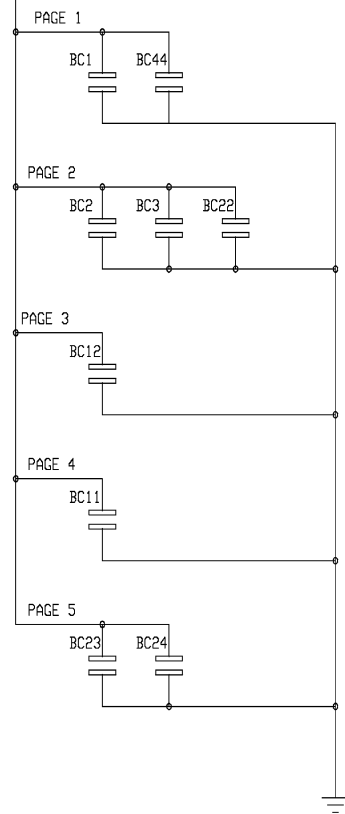 PAGE 1
BC1 BC44
PAGE 2
BC2 BC3 BC22
PAGE 3
BC12
PAGE 4
BC11
PAGE 5
BC23 BC24